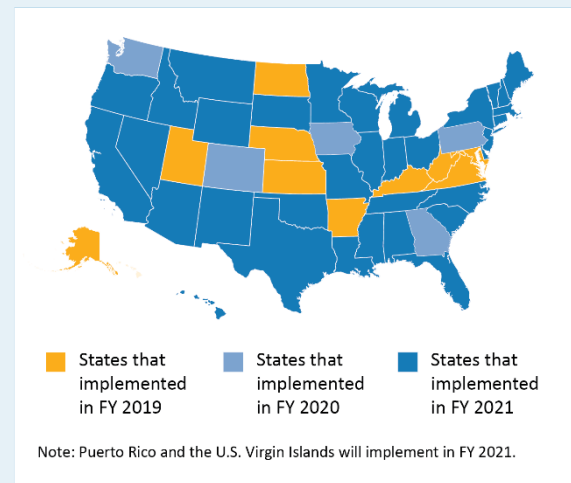 States that
implemented
in FY 2019
States that
implemented
in FY 2020
States that
implemented
in FY 2021
Note: Puerto Rico and the U.S. Virgin Islands will implement in FY 2021.